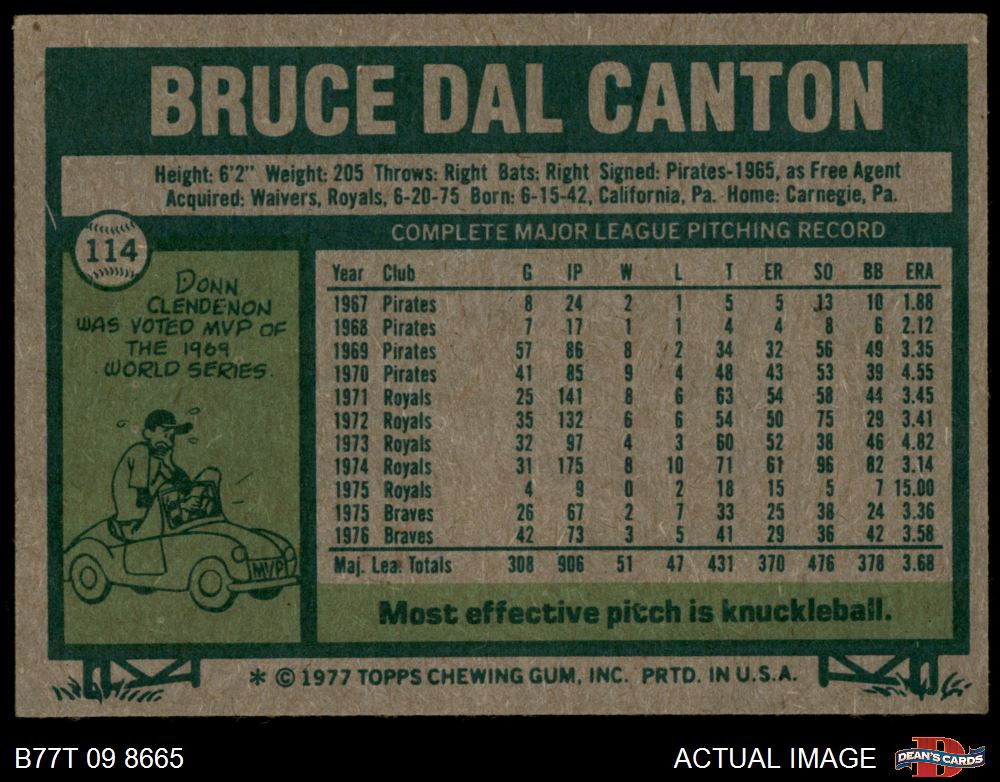 BRUCE DAL CANTON
Height: 6'2" Weight: 205 Throws: Right Bats: Right Signed: Pirates-1965, as Free Agent
Acquired: Waivers, Royals, 6-20-75 Born: 6-15-42, California, Pa. Home: Carnegie, Pa.
114
DONN
CLENDENON
WAS VOTED MVP OF
THE 1969
WORLD SERIES.
MVP
COMPLETE MAJOR LEAGUE PITCHING RECORD
Year Club G IP W L T ER SO BB ERA
1967 Pirates 8 24 2 1 5 5 13 10 1.88
1968 Pirates 7 17 1 1 4 4 8 6 2.12
1969 Pirates 57 86 8 2 34 32 56 49 3.35
1970 Pirates 41 85 9 4 48 43 53 39 4.55
1971 Royals 25 141 8 6 63 54 58 44 3.45
1972 Royals 35 132 6 6 54 50 75 29 3.41
1973 Royals 32 97 4 3 60 52 38 46 4.82
1974 Royals 31 175 8 10 71 61 96 82 3.14
1975 Royals 4 9 0 2 18 15 5 7 15.00
1975 Braves 26 67 2 7 33 25 38 24 3.36
1976 Braves 42 73 3 5 41 29 36 42 3.58
Maj. Lea. Totals 308 906 51 47 431 370 476 378 3.68
Most effective pitch is knuckleball.
* © 1977 TOPPS CHEWING GUM, INC. PRTD. IN U.S.A.
B77T 09 8665
ACTUAL IMAGE
D
DEAN'S CARDS